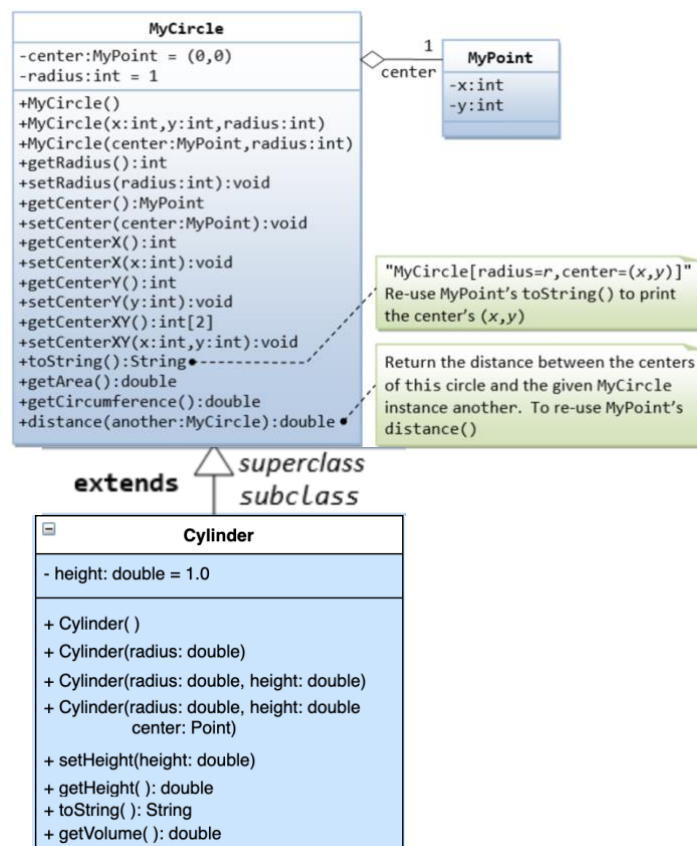 MyCircle
-center:MyPoint = (0,0)
-radius:int = 1
+MyCircle()
+MyCircle(x:int,y:int,radius:int)
+MyCircle(center:MyPoint,radius:int)
+getRadius():int
+setRadius(radius:int):void
+getCenter():MyPoint
+setCenter(center:MyPoint):void
+getCenterX():int
+setCenterX(x:int):void
+getCenterY():int
+setCenterY(y:int):void
+getCenterXY():int[2]
+setCenterXY(x:int,y:int):void
+toString():String
+getArea():double
+getCircumference():double
+distance(another:MyCircle):double
1
center
MyPoint
-x:int
-y:int
"MyCircle[radius=r,center=(x,y)]"
Re-use MyPoint's toString() to print
the center's (x,y)
Return the distance between the centers
of this circle and the given MyCircle
instance another. To re-use MyPoint's
distance()
extends
superclass
subclass
Cylinder
- height: double = 1.0
+ Cylinder( )
+ Cylinder(radius: double)
+ Cylinder(radius: double, height: double)
+ Cylinder(radius: double, height: double
center: Point)
+ setHeight(height: double)
+ getHeight( ): double
+ toString( ): String
+ getVolume( ): double